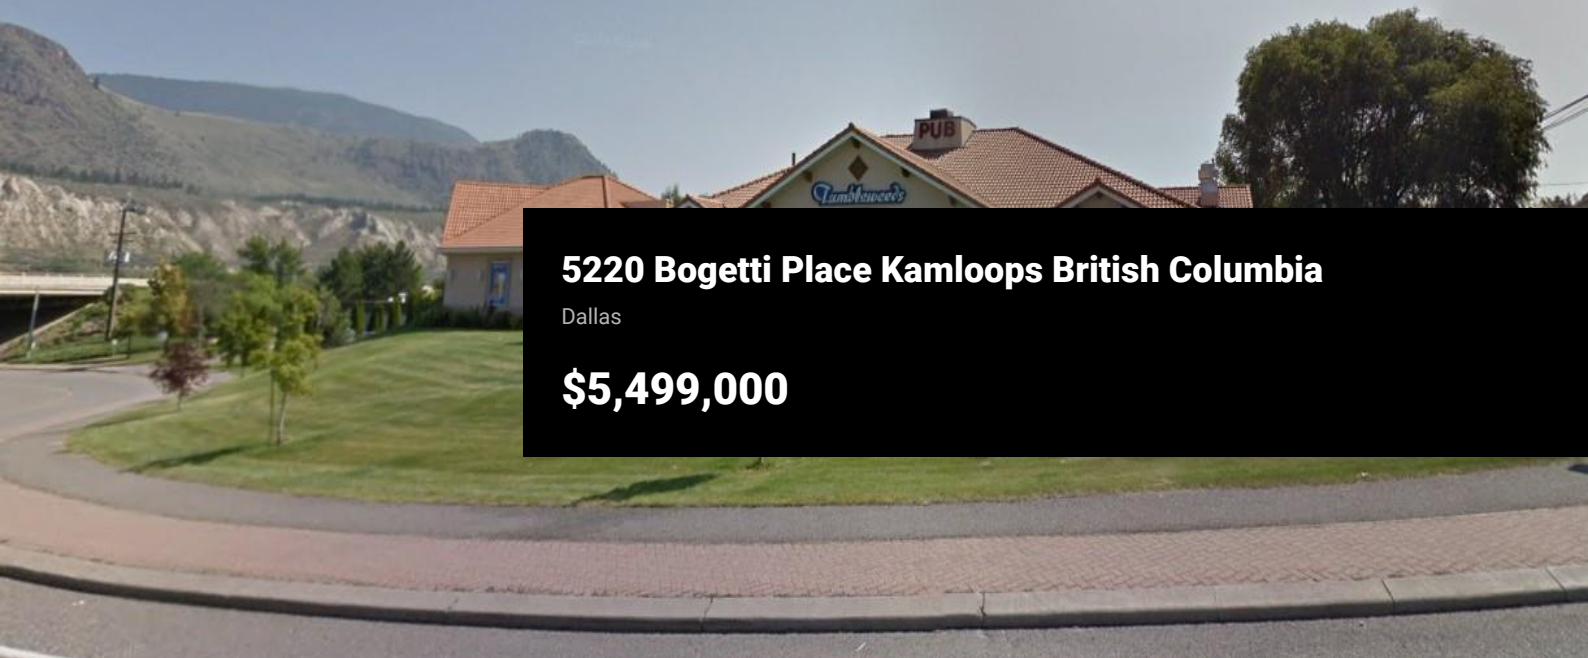 PUB
Tumbleweeds
5220 Bogetti Place Kamloops British Columbia
Dallas
$5,499,000